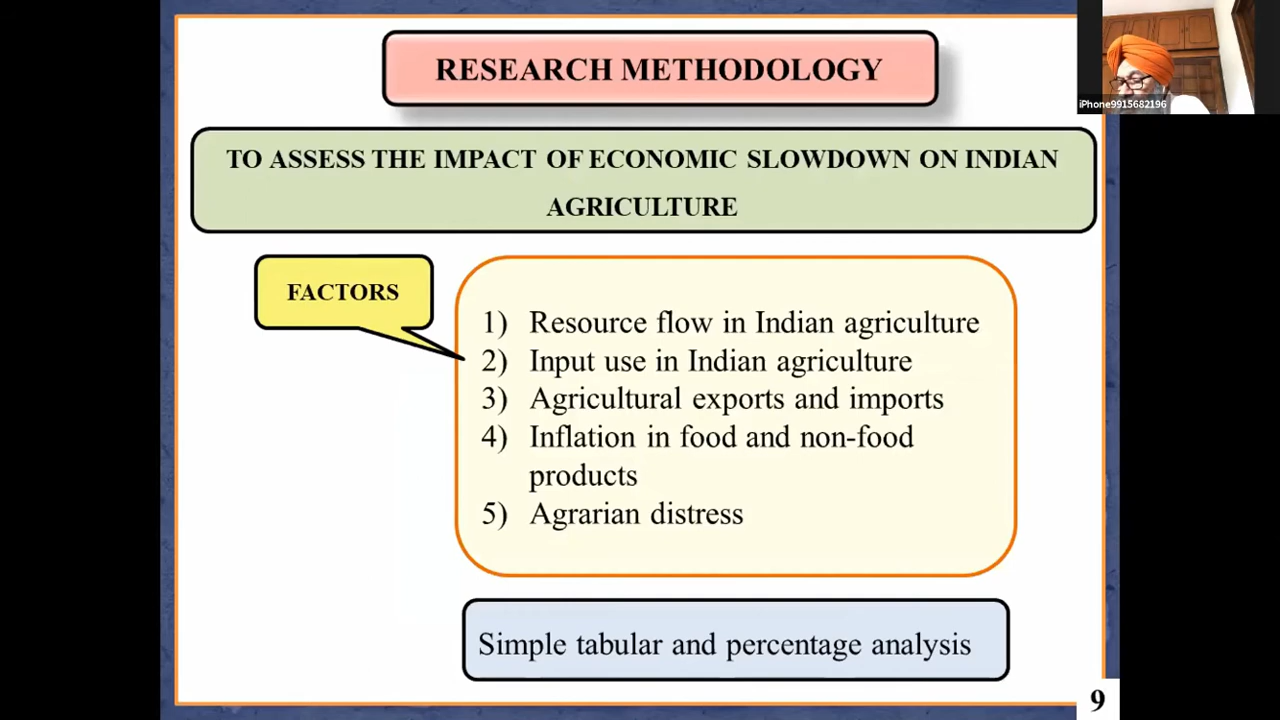 RESEARCH METHODOLOGY
iPhone9915682196
TO ASSESS THE IMPACT OF ECONOMIC SLOWDOWN ON INDIAN
AGRICULTURE
FACTORS
1) Resource flow in Indian agriculture
2) Input use in Indian agriculture
3) Agricultural exports and imports
4) Inflation in food and non-food
products
5) Agrarian distress
Simple tabular and percentage analysis
9